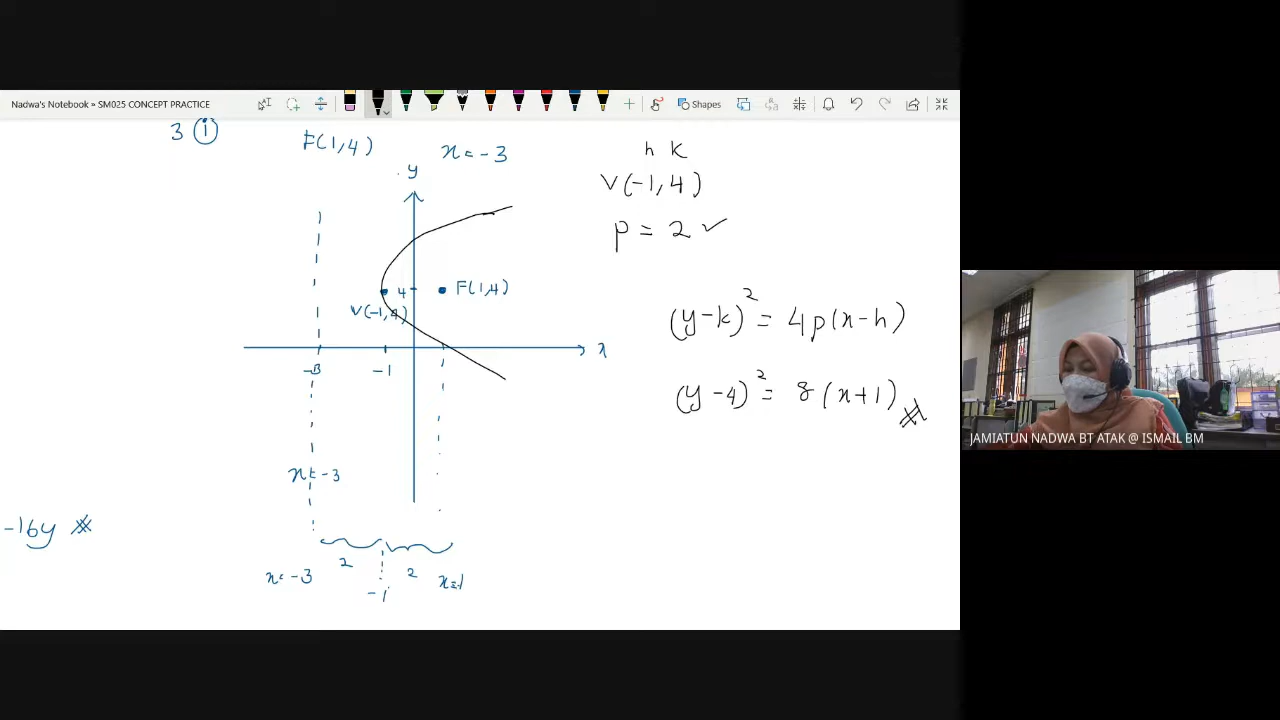 Nadwa's Notebook » SM025 CONCEPT PRACTICE
Shapes
3 (i)
F(1,4)
x = -3
y
h k
V(-1,4)
p = 2 ✓
4
F(1,4)
V(-1,4)
(y-k)² = 4p(x-h)
x
-3
-1
(y-4)² = 8(x+1)
JAMIATUN NADWA BT ATAK @ ISMAIL BM
x = -3
-16y
2
2
x = -3
x = 1
-1